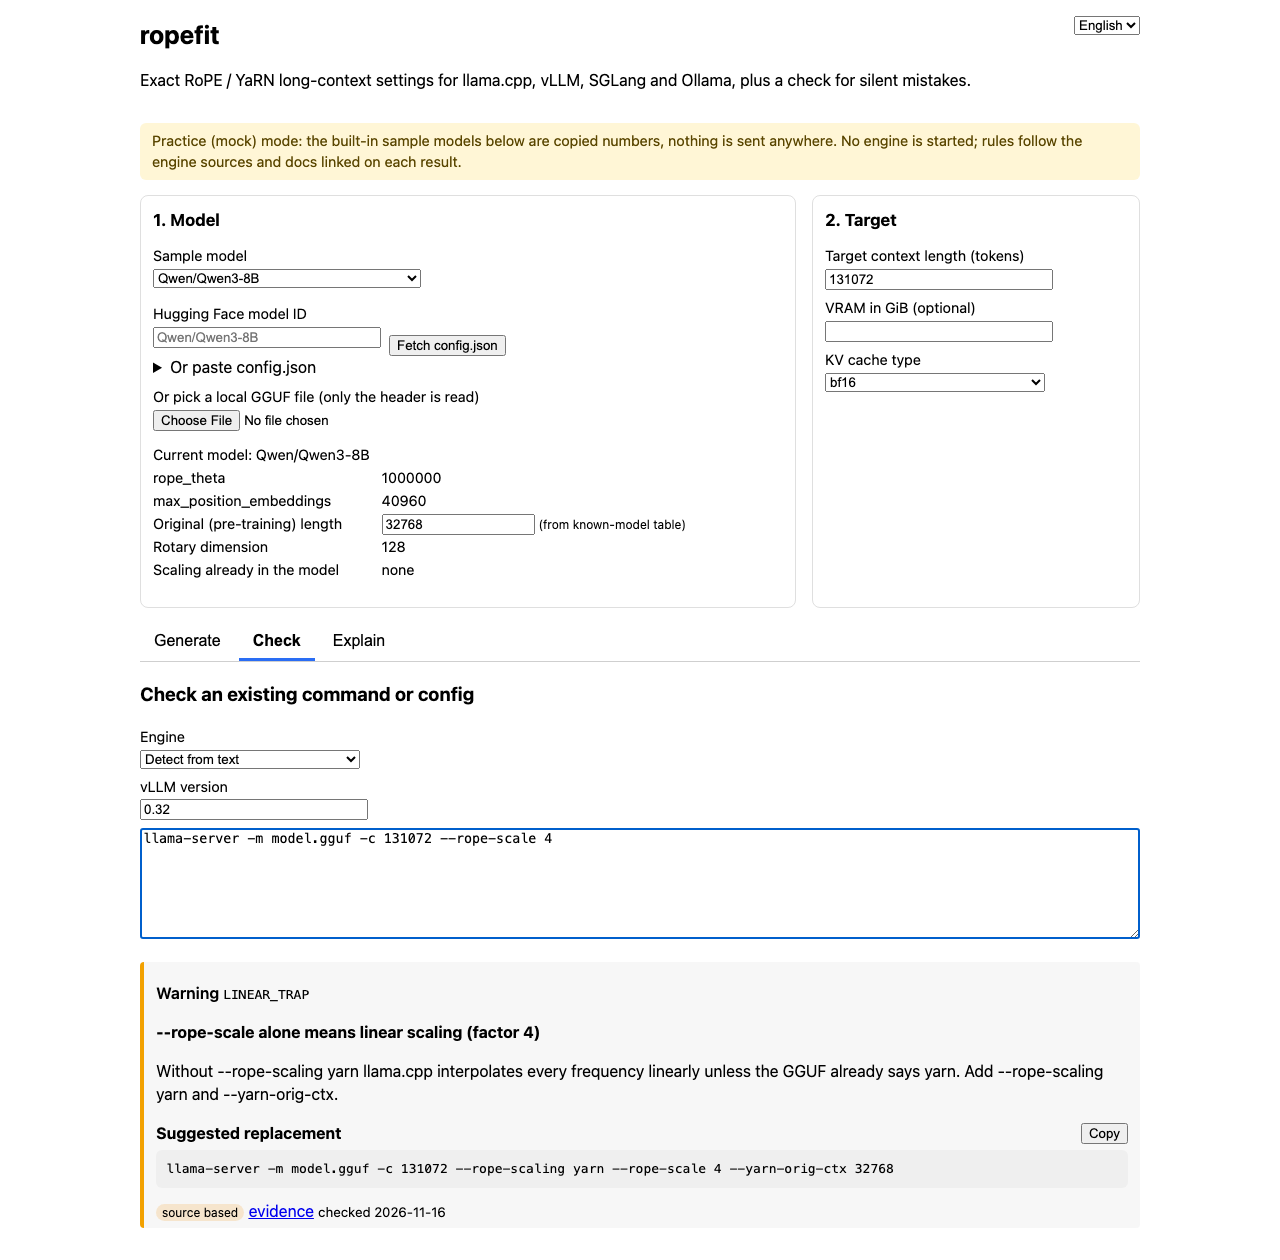 ropefit
English
Exact RoPE / YaRN long-context settings for llama.cpp, vLLM, SGLang and Ollama, plus a check for silent mistakes.
Practice (mock) mode: the built-in sample models below are copied numbers, nothing is sent anywhere. No engine is started; rules follow the
engine sources and docs linked on each result.
1. Model
Sample model
Qwen/Qwen3-8B
Hugging Face model ID
Qwen/Qwen3-8B
Fetch config.json
Or paste config.json
Or pick a local GGUF file (only the header is read)
Choose File No file chosen
Current model: Qwen/Qwen3-8B
rope_theta 1000000
max_position_embeddings 40960
Original (pre-training) length 32768 (from known-model table)
Rotary dimension 128
Scaling already in the model none
2. Target
Target context length (tokens)
131072
VRAM in GiB (optional)
KV cache type
bf16
Generate Check Explain
Check an existing command or config
Engine
Detect from text
vLLM version
0.32
llama-server -m model.gguf -c 131072 --rope-scale 4
Warning LINEAR_TRAP
--rope-scale alone means linear scaling (factor 4)
Without --rope-scaling yarn llama.cpp interpolates every frequency linearly unless the GGUF already says yarn. Add --rope-scaling
yarn and --yarn-orig-ctx.
Suggested replacement
Copy
llama-server -m model.gguf -c 131072 --rope-scaling yarn --rope-scale 4 --yarn-orig-ctx 32768
source based evidence checked 2026-11-16